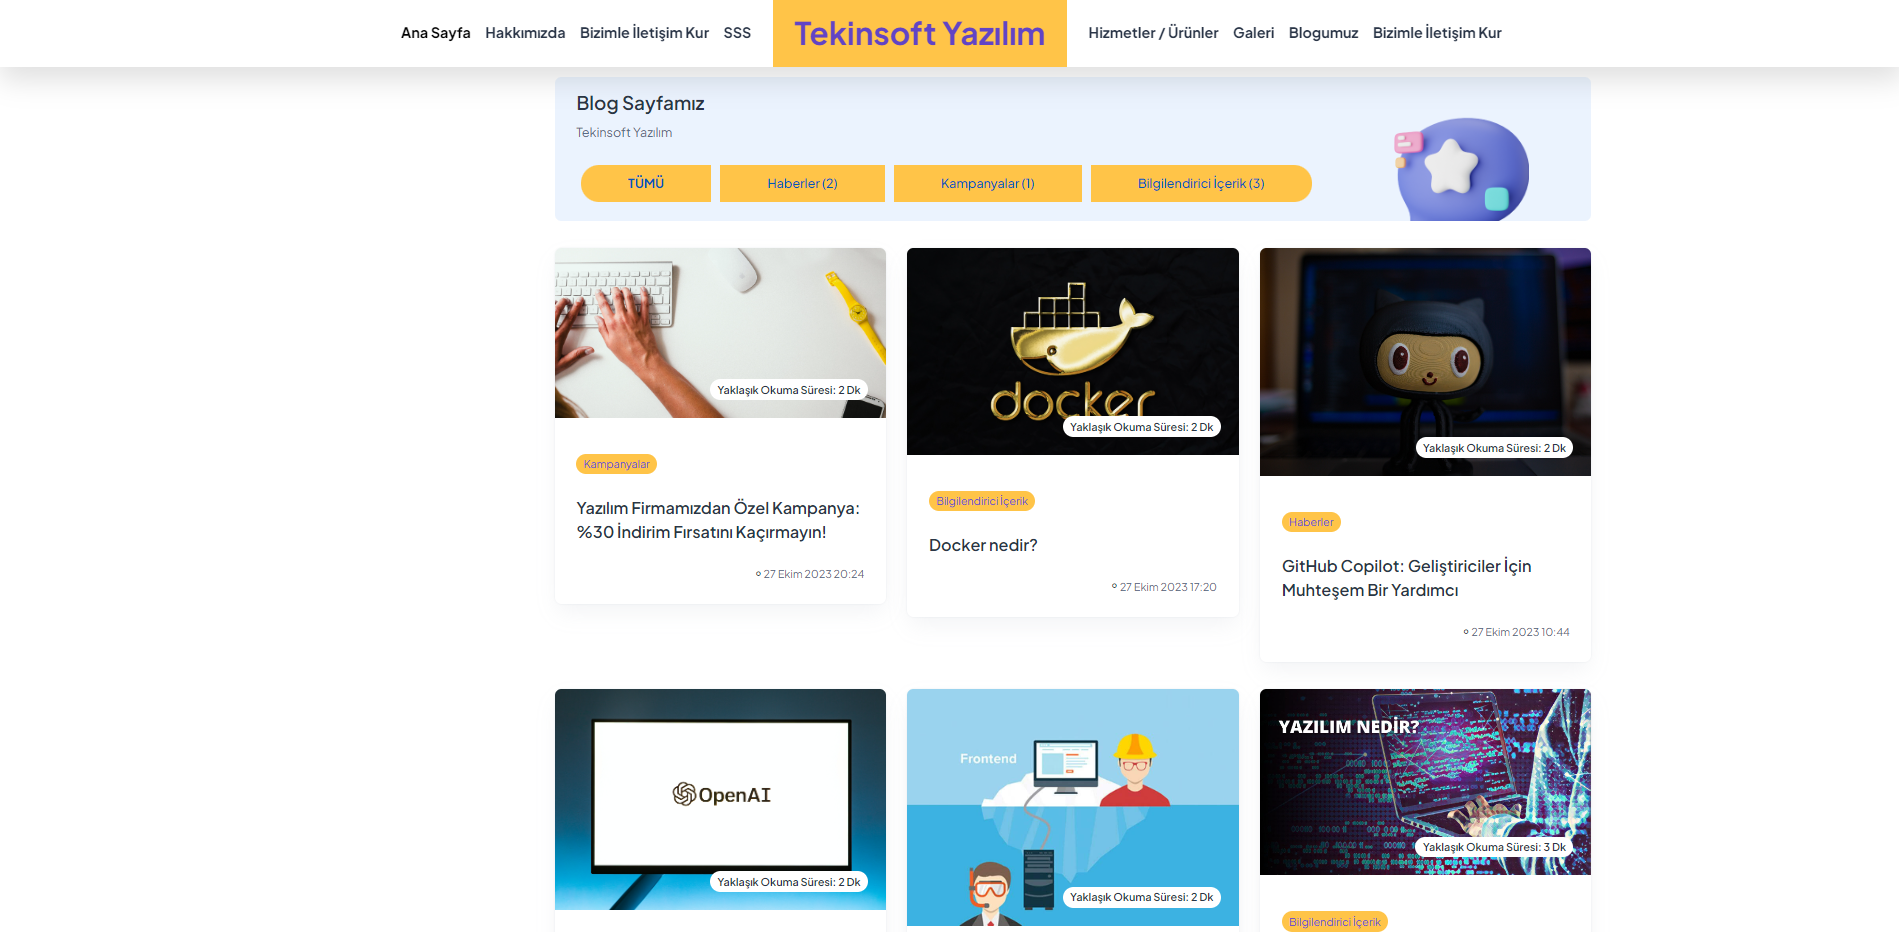 Ana Sayfa Hakkımızda Bizimle İletişim Kur SSS Tekinsoft Yazılım Hizmetler / Ürünler Galeri Blogumuz Bizimle İletişim Kur
Blog Sayfamız
Tekinsoft Yazılım
TÜMÜ Haberler (2) Kampanyalar (1) Bilgilendirici İçerik (3)
Yaklaşık Okuma Süresi: 2 Dk
Kampanyalar
Yazılım Firmamızdan Özel Kampanya:
%30 İndirim Fırsatını Kaçırmayın!
27 Ekim 2023 20:24
docker
Yaklaşık Okuma Süresi: 2 Dk
Bilgilendirici İçerik
Docker nedir?
27 Ekim 2023 17:20
Yaklaşık Okuma Süresi: 2 Dk
Haberler
GitHub Copilot: Geliştiriciler İçin
Muhteşem Bir Yardımcı
27 Ekim 2023 10:44
OpenAI
Yaklaşık Okuma Süresi: 2 Dk
Frontend
Yaklaşık Okuma Süresi: 2 Dk
YAZILIM NEDİR?
Yaklaşık Okuma Süresi: 3 Dk
Bilgilendirici İçerik